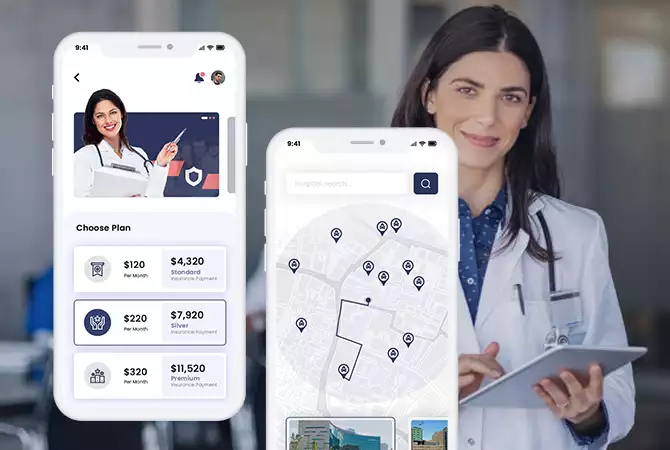 9:41
Choose Plan
$120
Per Month
$4,320
Standard
Insurance Payment
$220
Per Month
$7,920
Silver
Insurance Payment
$320
Per Month
$11,520
Premium
Insurance Payment
9:41
Hospital search...